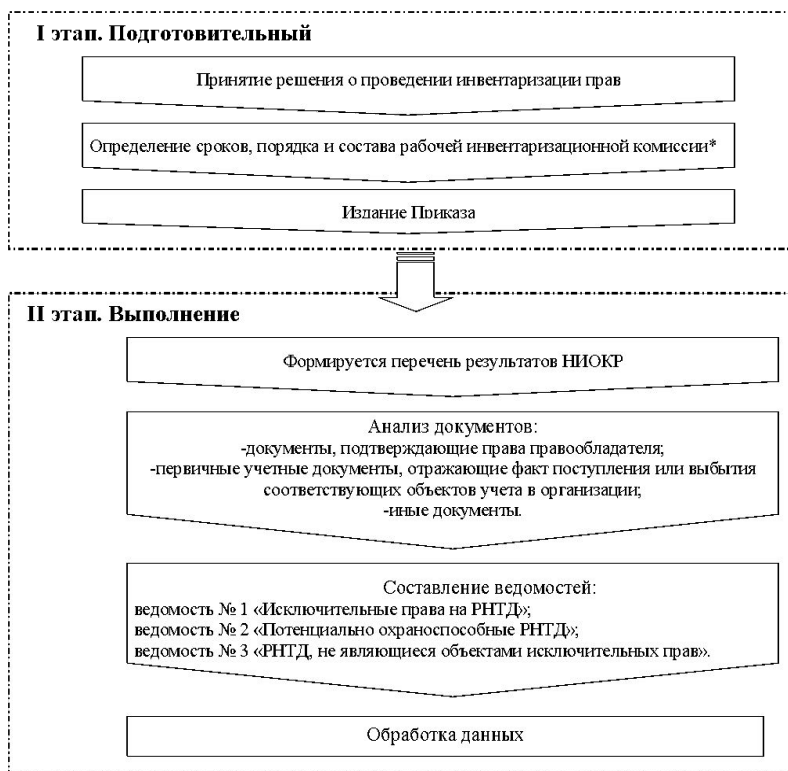 I этап. Подготовительный
Принятие решения о проведении инвентаризации прав
Определение сроков, порядка и состава рабочей инвентаризационной комиссии*
Издание Приказа
II этап. Выполнение
Формируется перечень результатов НИОКР
Анализ документов:
-документы, подтверждающие права правообладателя;
-первичные учетные документы, отражающие факт поступления или выбытия
соответствующих объектов учета в организации;
-иные документы.
Составление ведомостей:
ведомость № 1 «Исключительные права на РНТД»;
ведомость № 2 «Потенциально охраноспособные РНТД»;
ведомость № 3 «РНТД, не являющиеся объектами исключительных прав».
Обработка данных